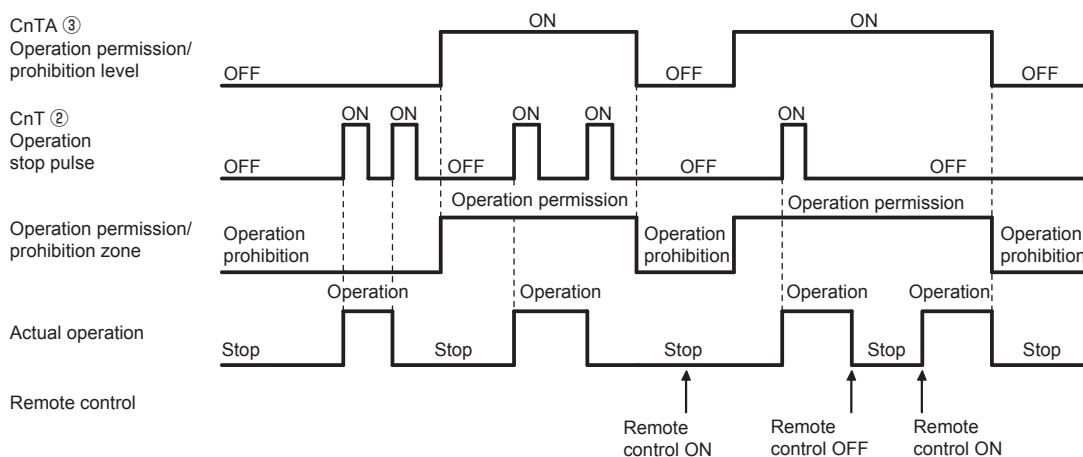 CnTA ③
Operation permission/
prohibition level
OFF
ON
OFF
ON
OFF
CnT ②
Operation
stop pulse
OFF
ON
ON
OFF
ON
ON
OFF
ON
OFF
Operation permission/
prohibition zone
Operation
prohibition
Operation permission
Operation
prohibition
Operation permission
Operation
prohibition
Actual operation
Stop
Operation
Stop
Operation
Stop
Operation
Stop
Operation
Stop
Remote control
Remote
control ON
Remote
control OFF
Remote
control ON